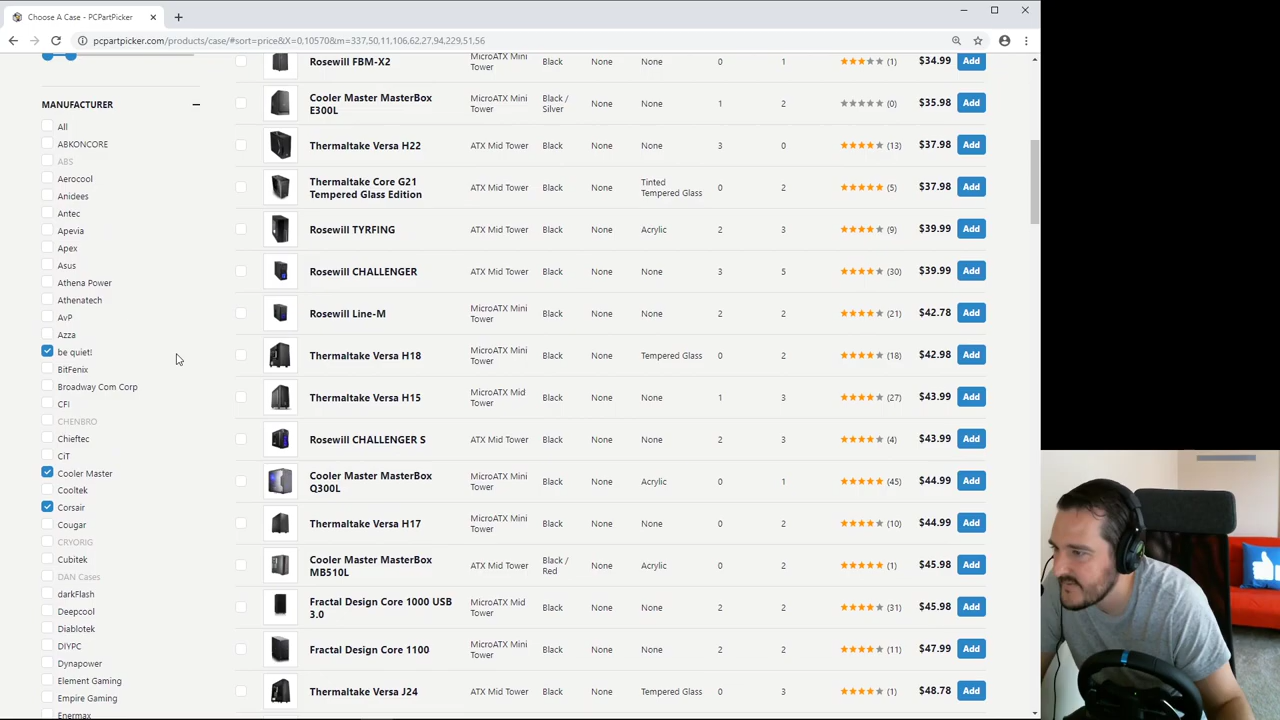 Choose A Case - PCPartPicker
pcpartpicker.com/products/case/#sort=price&X=0,10570&m=337,50,11,106,62,27,94,229,51,56
MANUFACTURER
All
ABKONCORE
ABS
Aerocool
Anidees
Antec
Apevia
Apex
Asus
Athena Power
Athenatech
AvP
Azza
be quiet!
BitFenix
Broadway Com Corp
CFI
CHENBRO
Chieftec
CiT
Cooler Master
Cooltek
Corsair
Cougar
CRYORIG
Cubitek
DAN Cases
darkFlash
Deepcool
Diablotek
DIYPC
Dynapower
Element Gaming
Empire Gaming
Enermax
Rosewill FBM-X2 MicroATX Mini Tower Black None None 0 1 (1) $34.99 Add
Cooler Master MasterBox E300L MicroATX Mini Tower Black / Silver None None 1 2 (0) $35.98 Add
Thermaltake Versa H22 ATX Mid Tower Black None None 3 0 (13) $37.98 Add
Thermaltake Core G21 Tempered Glass Edition ATX Mid Tower Black None Tinted Tempered Glass 0 2 (5) $37.98 Add
Rosewill TYRFING ATX Mid Tower Black None Acrylic 2 3 (9) $39.99 Add
Rosewill CHALLENGER ATX Mid Tower Black None None 3 5 (30) $39.99 Add
Rosewill Line-M MicroATX Mini Tower Black None None 2 2 (21) $42.78 Add
Thermaltake Versa H18 MicroATX Mini Tower Black None Tempered Glass 0 2 (18) $42.98 Add
Thermaltake Versa H15 MicroATX Mid Tower Black None None 1 3 (27) $43.99 Add
Rosewill CHALLENGER S ATX Mid Tower Black None None 2 3 (4) $43.99 Add
Cooler Master MasterBox Q300L MicroATX Mini Tower Black None Acrylic 0 1 (45) $44.99 Add
Thermaltake Versa H17 MicroATX Mini Tower Black None None 0 2 (10) $44.99 Add
Cooler Master MasterBox MB510L ATX Mid Tower Black / Red None Acrylic 0 2 (1) $45.98 Add
Fractal Design Core 1000 USB 3.0 MicroATX Mid Tower Black None None 2 2 (31) $45.98 Add
Fractal Design Core 1100 MicroATX Mini Tower Black None None 2 2 (11) $47.99 Add
Thermaltake Versa J24 ATX Mid Tower Black None Tempered Glass 0 3 (1) $48.78 Add